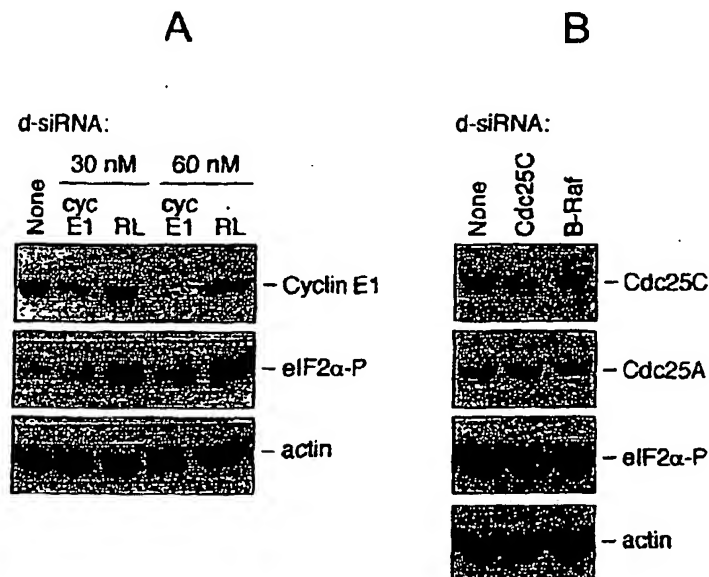 A
d-siRNA:
30 nM 60 nM
None cyc E1 RL cyc E1 RL
Cyclin E1
eIF2α-P
actin
B
d-siRNA:
None Cdc25C B-Raf
Cdc25C
Cdc25A
eIF2α-P
actin